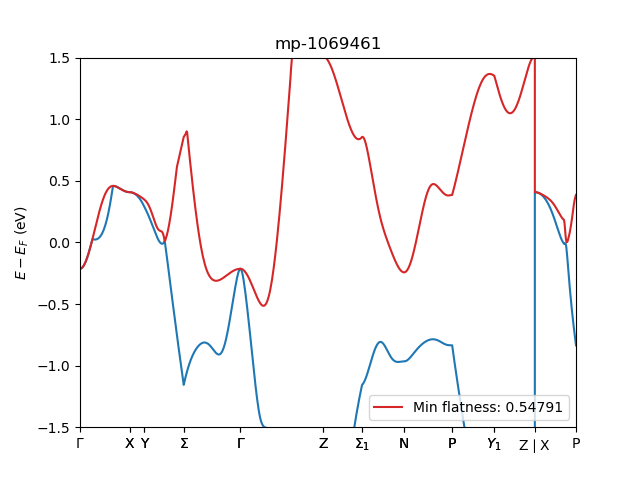 mp-1069461
E − E_F (eV)
1.5
1.0
0.5
0.0
−0.5
−1.0
−1.5
Min flatness: 0.54791
Γ X Y Σ Γ Z Σ₁ N P Y₁ Z | X P